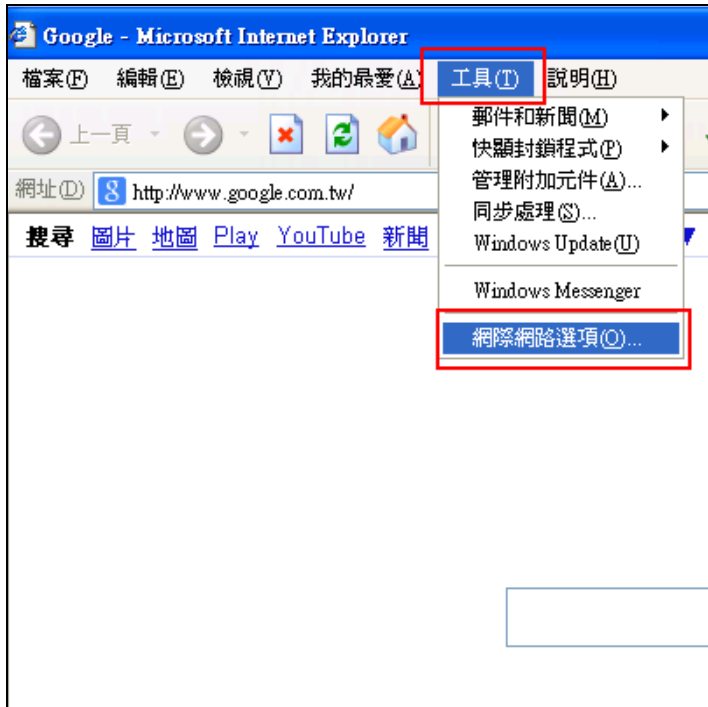 Google - Microsoft Internet Explorer
檔案(F) 編輯(E) 檢視(V) 我的最愛(A) 工具(T) 說明(H)
上一頁
郵件和新聞(M)
快顯封鎖程式(P)
管理附加元件(A)...
同步處理(S)...
Windows Update(U)
Windows Messenger
網際網路選項(O)...
網址(D) http://www.google.com.tw/
搜尋 圖片 地圖 Play YouTube 新聞